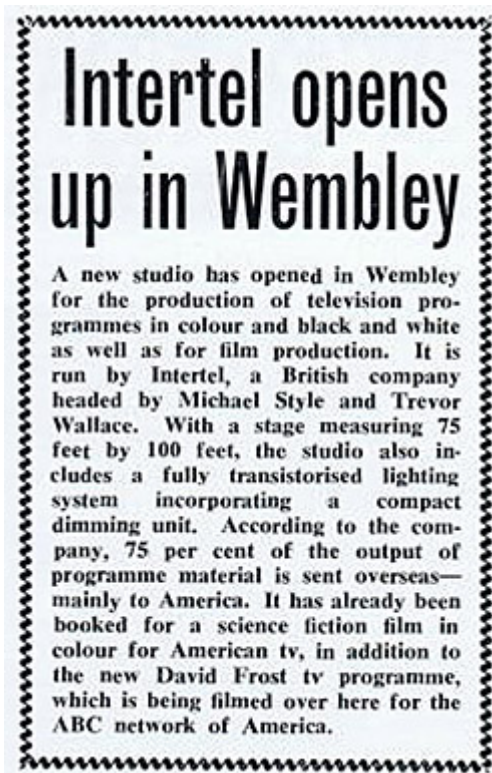 Intertel opens
up in Wembley
A new studio has opened in Wembley
for the production of television pro-
grammes in colour and black and white
as well as for film production. It is
run by Intertel, a British company
headed by Michael Style and Trevor
Wallace. With a stage measuring 75
feet by 100 feet, the studio also in-
cludes a fully transistorised lighting
system incorporating a compact
dimming unit. According to the com-
pany, 75 per cent of the output of
programme material is sent overseas—
mainly to America. It has already been
booked for a science fiction film in
colour for American tv, in addition to
the new David Frost tv programme,
which is being filmed over here for the
ABC network of America.